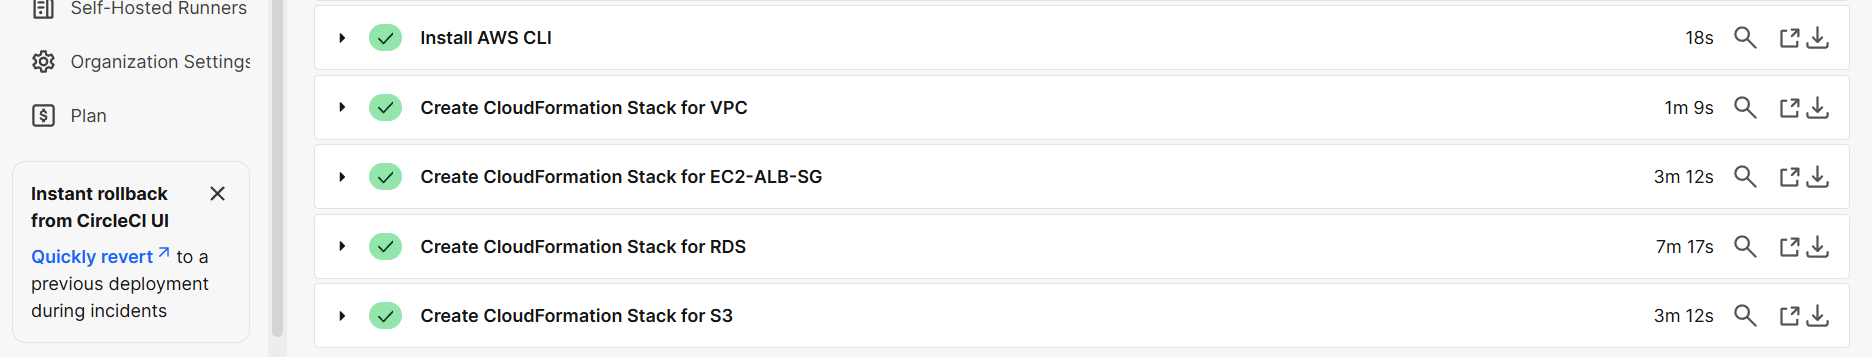 Self-Hosted Runners
Organization Settings
Plan
Instant rollback
from CircleCI UI
Quickly revert to a
previous deployment
during incidents
Install AWS CLI 18s
Create CloudFormation Stack for VPC 1m 9s
Create CloudFormation Stack for EC2-ALB-SG 3m 12s
Create CloudFormation Stack for RDS 7m 17s
Create CloudFormation Stack for S3 3m 12s